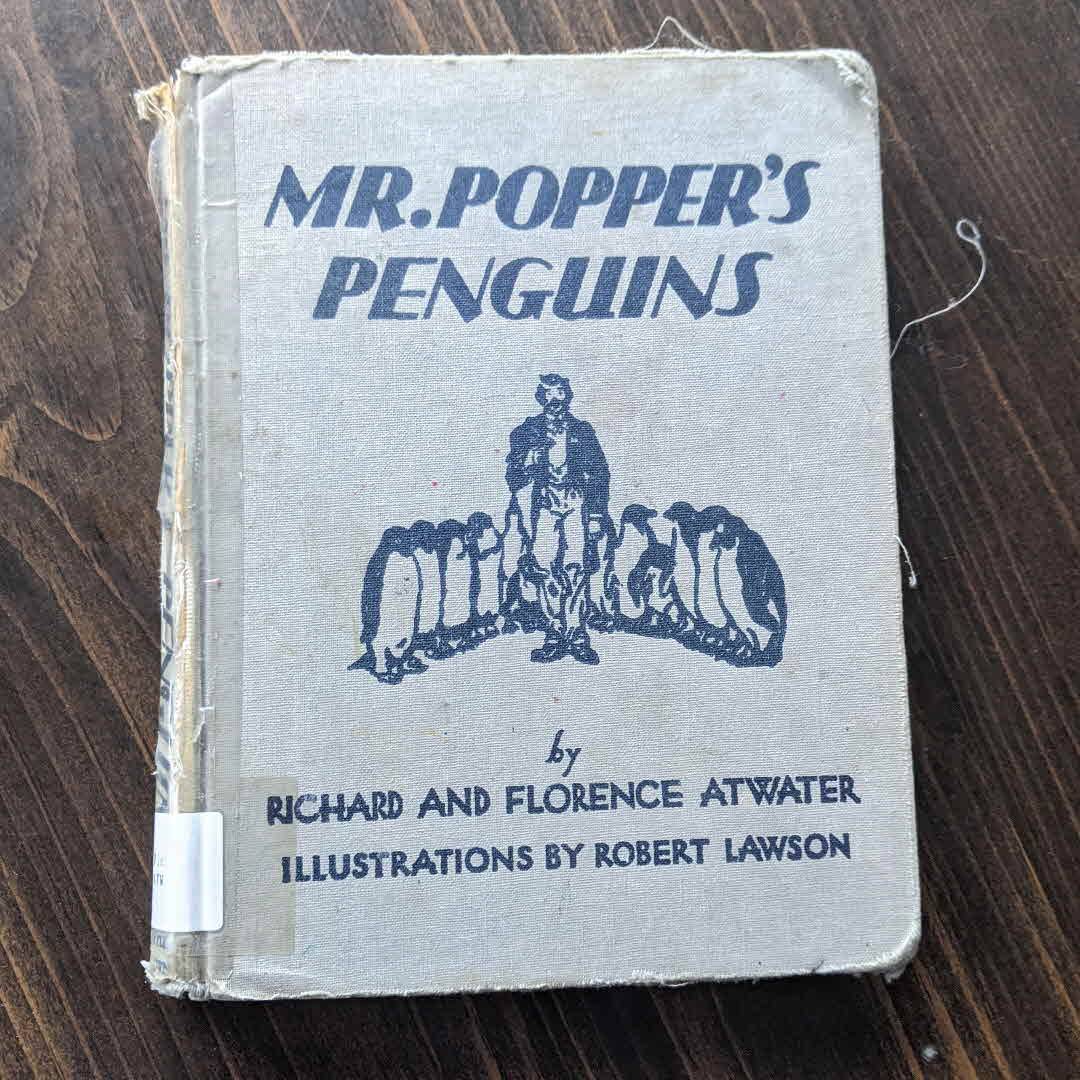 MR. POPPER'S
PENGUINS
by
RICHARD AND FLORENCE ATWATER
ILLUSTRATIONS BY ROBERT LAWSON